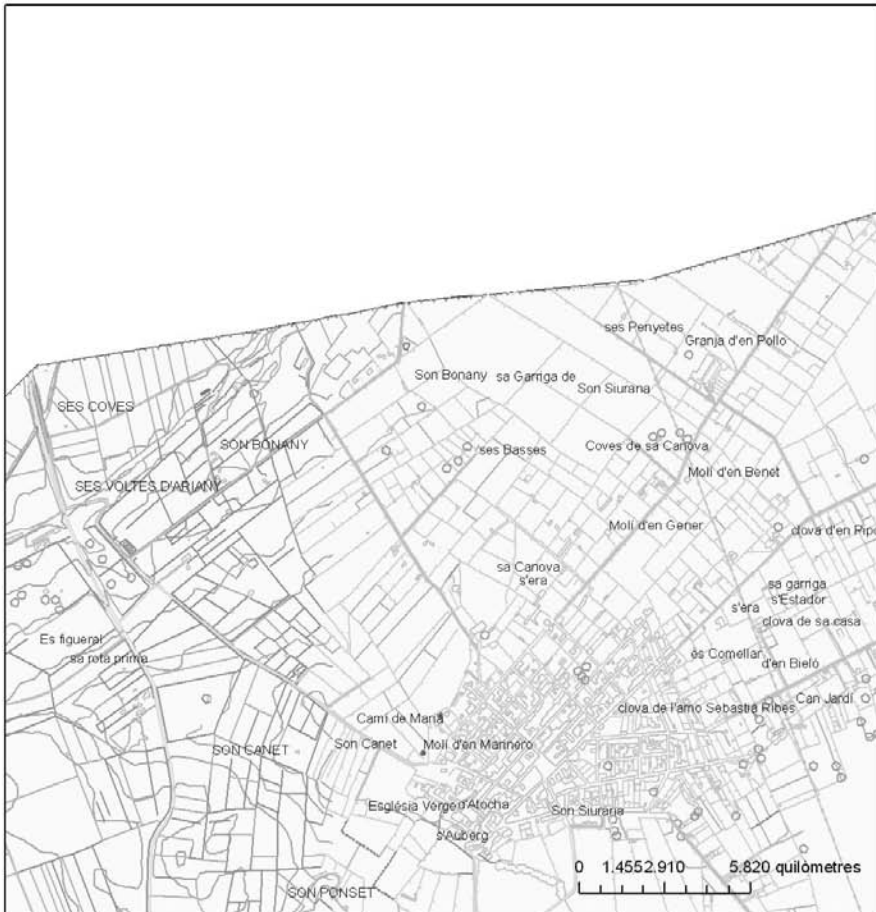 ses Penyetes
Granja d'en Pollo
Son Bonany
sa Garriga de
Son Siurana
SES COVES
SON BONANY
ses Basses
Coves de sa Canova
Molí d'en Benet
SES VOLTES D'ARIANY
Molí d'en Gener
clova d'en Pipo
sa Canova
s'era
sa garriga
s'Estador
s'era
clova de sa casa
Es figueral
sa rota prima
es Comellar
d'en Bieló
Can Jardí
clova de l'amo Sebastià Ribes
Camí de Maria
SON CANET
Son Canet
Molí d'en Marinero
Església Verge d'Atocha
Son Siurana
s'Auberg
SON PONSET
0 1.4552.910 5.820 quilòmetres